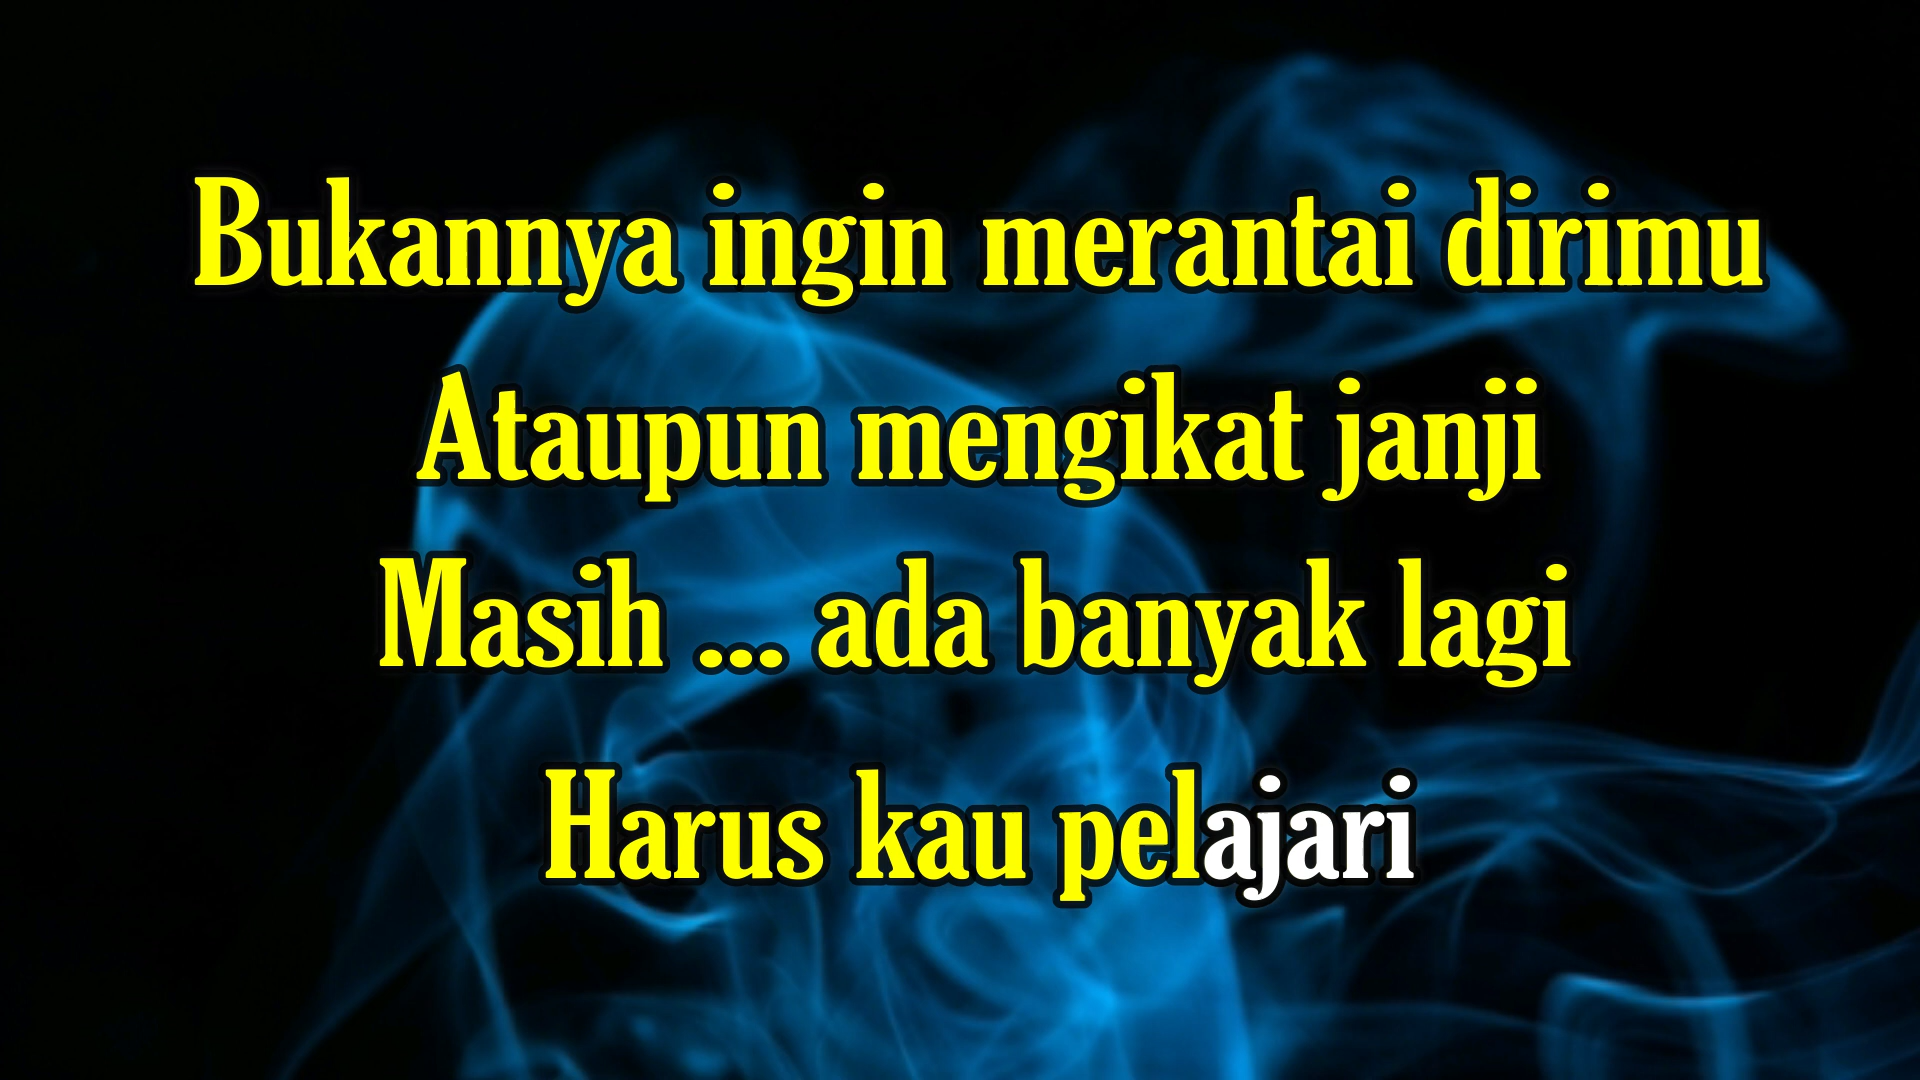 Bukannya ingin merantai dirimu
Ataupun mengikat janji
Masih ... ada banyak lagi
Harus kau pelajari